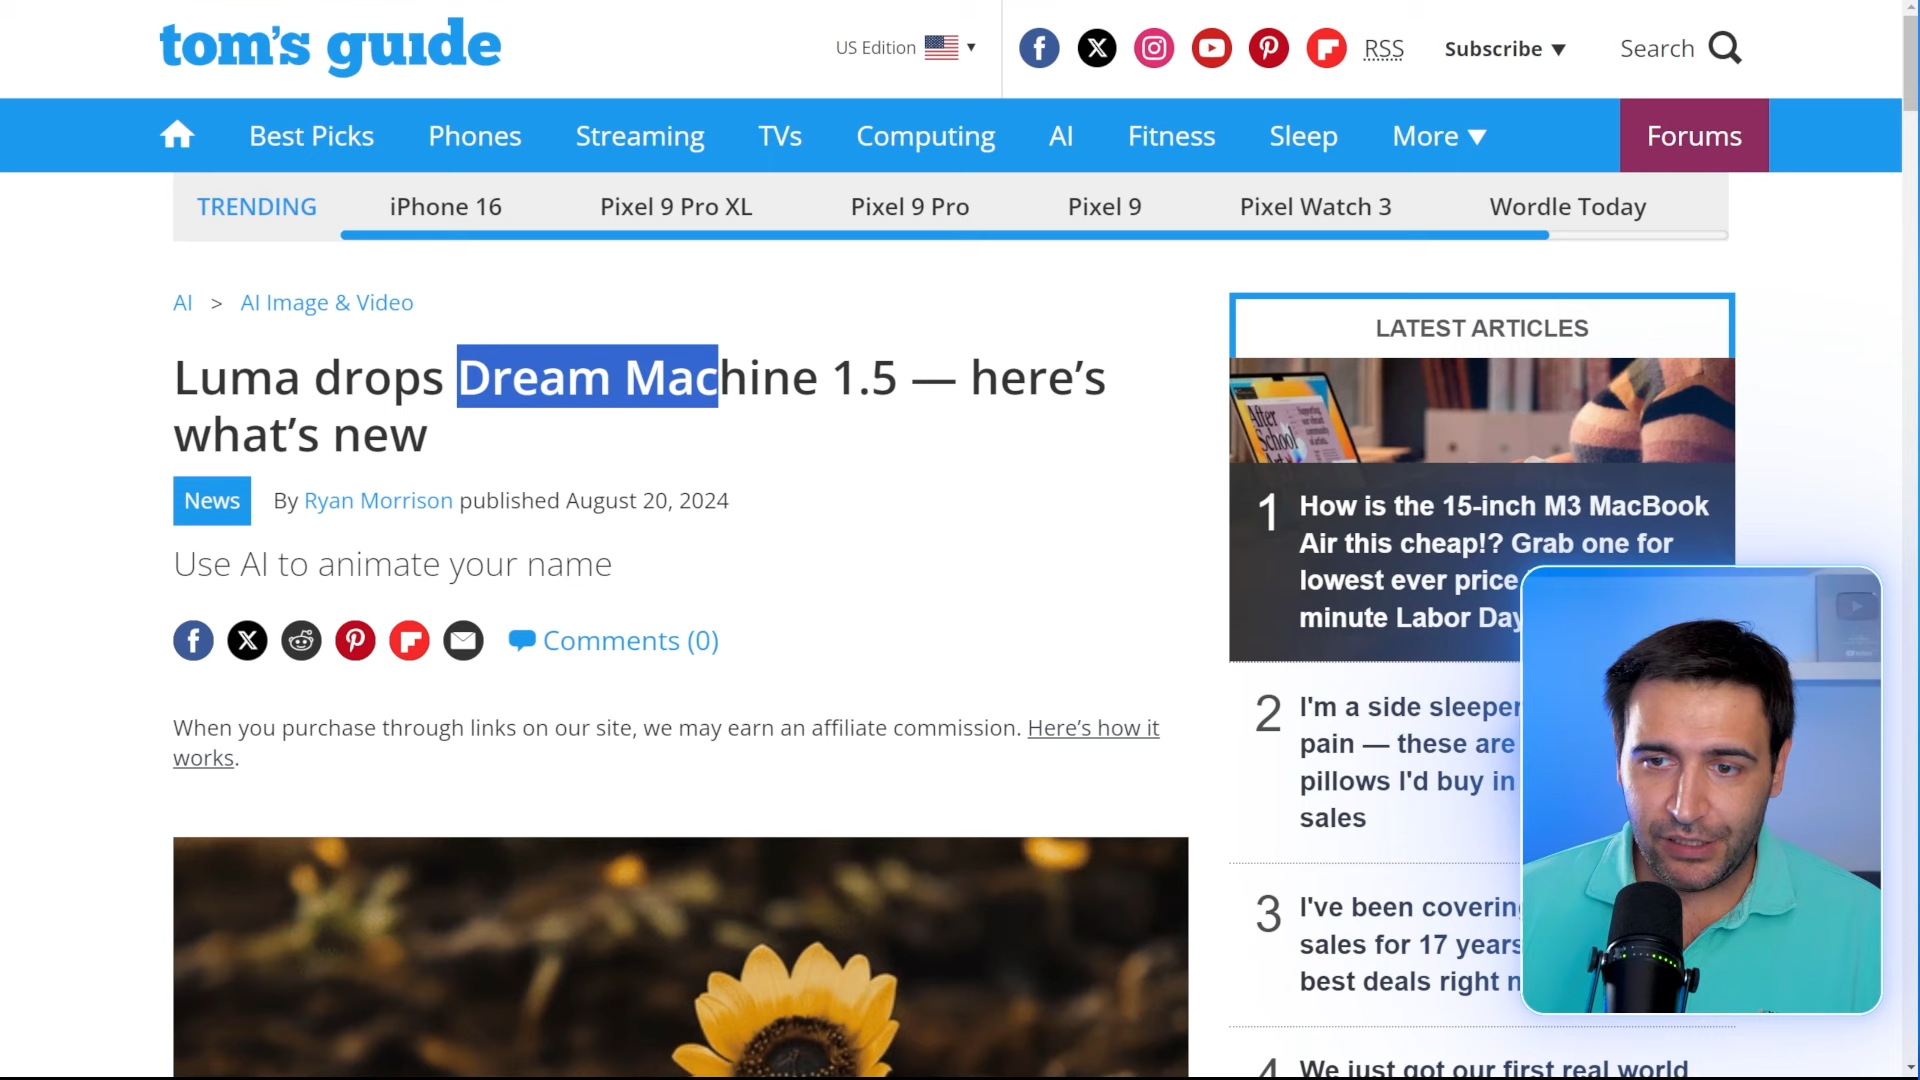 tom's guide
US Edition
RSS
Subscribe
Search
Best Picks
Phones
Streaming
TVs
Computing
AI
Fitness
Sleep
More
Forums
TRENDING
iPhone 16
Pixel 9 Pro XL
Pixel 9 Pro
Pixel 9
Pixel Watch 3
Wordle Today
AI > AI Image & Video
Luma drops Dream Machine 1.5 — here's
what's new
News
By Ryan Morrison published August 20, 2024
Use AI to animate your name
Comments (0)
When you purchase through links on our site, we may earn an affiliate commission. Here's how it
works.
LATEST ARTICLES
After
School
1
How is the 15-inch M3 MacBook
Air this cheap!? Grab one for
lowest ever price
minute Labor Day
2
I'm a side sleeper
pain — these are
pillows I'd buy in
sales
3
I've been covering
sales for 17 years
best deals right n
4
We just got our first real world